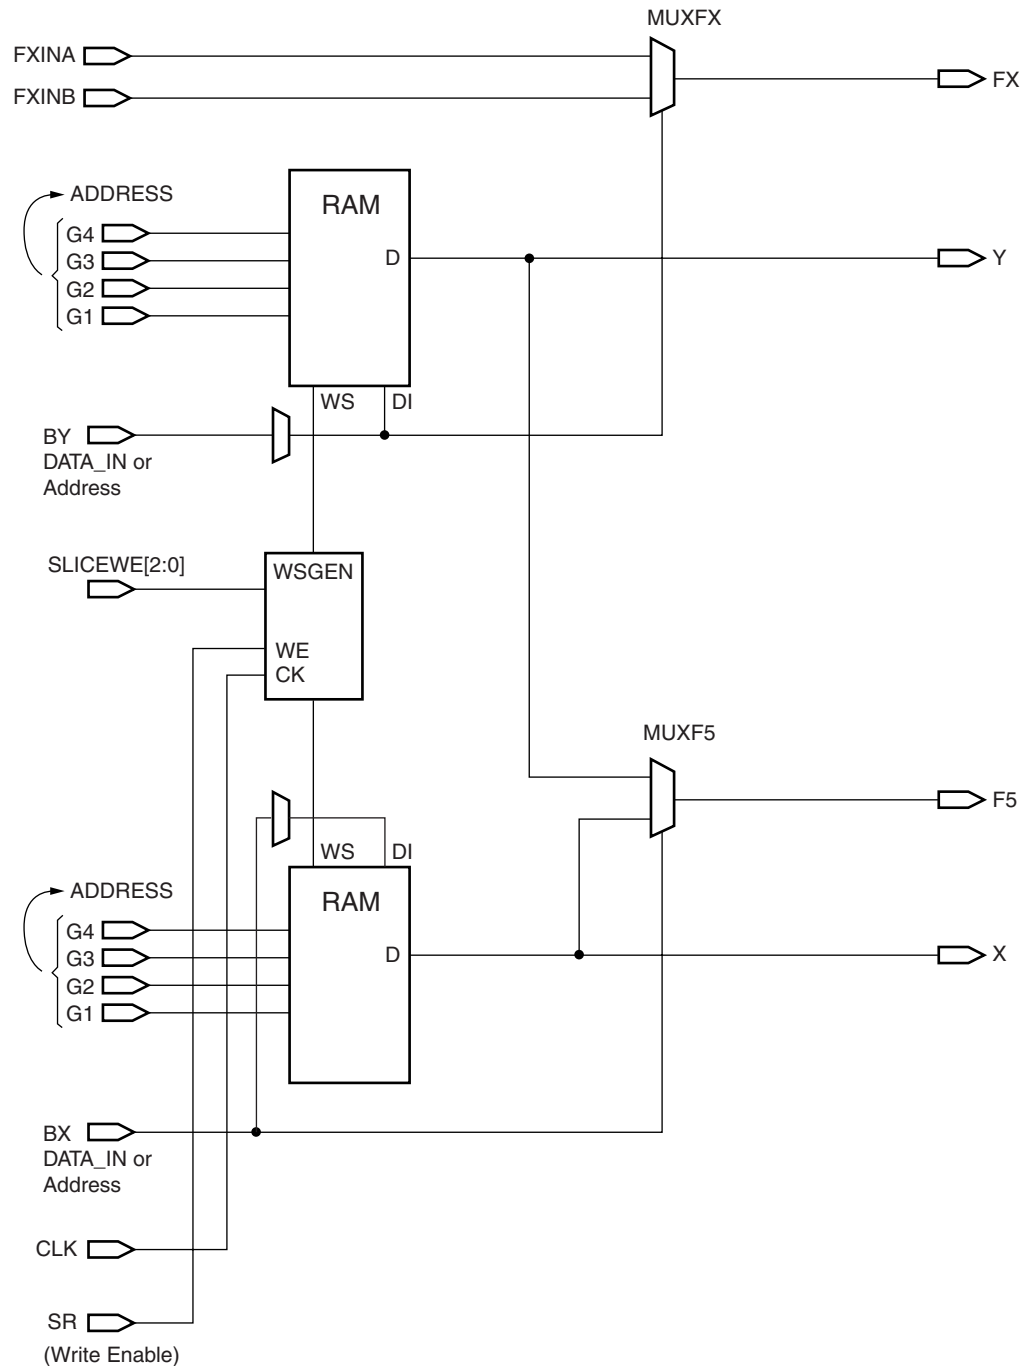 MUXFX
FXINA
FX
FXINB
ADDRESS
RAM
G4
G3
D
Y
G2
G1
WS
DI
BY
DATA_IN or
Address
SLICEWE[2:0]
WSGEN
WE
CK
MUXF5
F5
WS
DI
ADDRESS
RAM
G4
G3
D
X
G2
G1
BX
DATA_IN or
Address
CLK
SR
(Write Enable)